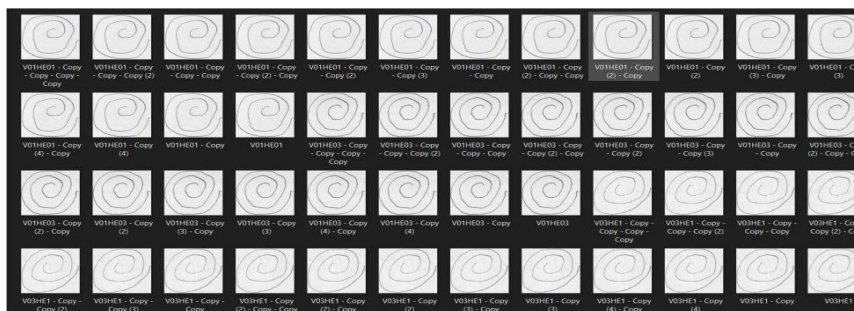 V01HE01 - Copy
- Copy - Copy -
Copy
V01HE01 - Copy
- Copy - Copy (2)
V01HE01 - Copy
- Copy - Copy
V01HE01 - Copy
- Copy (2) - Copy
V01HE01 - Copy
- Copy (2)
V01HE01 - Copy
- Copy (3)
V01HE01 - Copy
- Copy
V01HE01 - Copy
(2) - Copy - Copy
V01HE01 - Copy
(2) - Copy
V01HE01 - Copy
(2)
V01HE01 - Copy
(3) - Copy
V01HE01 -
(3)
V01HE01 - Copy
(4) - Copy
V01HE01 - Copy
(4)
V01HE01 - Copy
V01HE01
V01HE03 - Copy
- Copy - Copy -
Copy
V01HE03 - Copy
- Copy - Copy (2)
V01HE03 - Copy
- Copy - Copy
V01HE03 - Copy
- Copy (2) - Copy
V01HE03 - Copy
- Copy (2)
V01HE03 - Copy
- Copy (3)
V01HE03 - Copy
- Copy
V01HE03 - Copy
(2) - Copy -
V01HE03 - Copy
(2) - Copy
V01HE03 - Copy
(2)
V01HE03 - Copy
(3) - Copy
V01HE03 - Copy
(3)
V01HE03 - Copy
(4) - Copy
V01HE03 - Copy
(4)
V01HE03 - Copy
V01HE03
V03HE1 - Copy -
Copy - Copy -
Copy
V03HE1 - Copy -
Copy - Copy (2)
V03HE1 - Copy -
Copy - Copy
V03HE1 - Copy
Copy (2) -
V03HE1 - Copy -
Copy (2)
V03HE1 - Copy -
Copy (3)
V03HE1 - Copy -
Copy
V03HE1 - Copy
(2) - Copy - Copy
V03HE1 - Copy
(2) - Copy
V03HE1 - Copy
(2)
V03HE1 - Copy
(3) - Copy
V03HE1 - Copy
(3)
V03HE1 - Copy
(4) - Copy
V03HE1 - Copy
(4)
V03HE1 - Copy
V03HE1